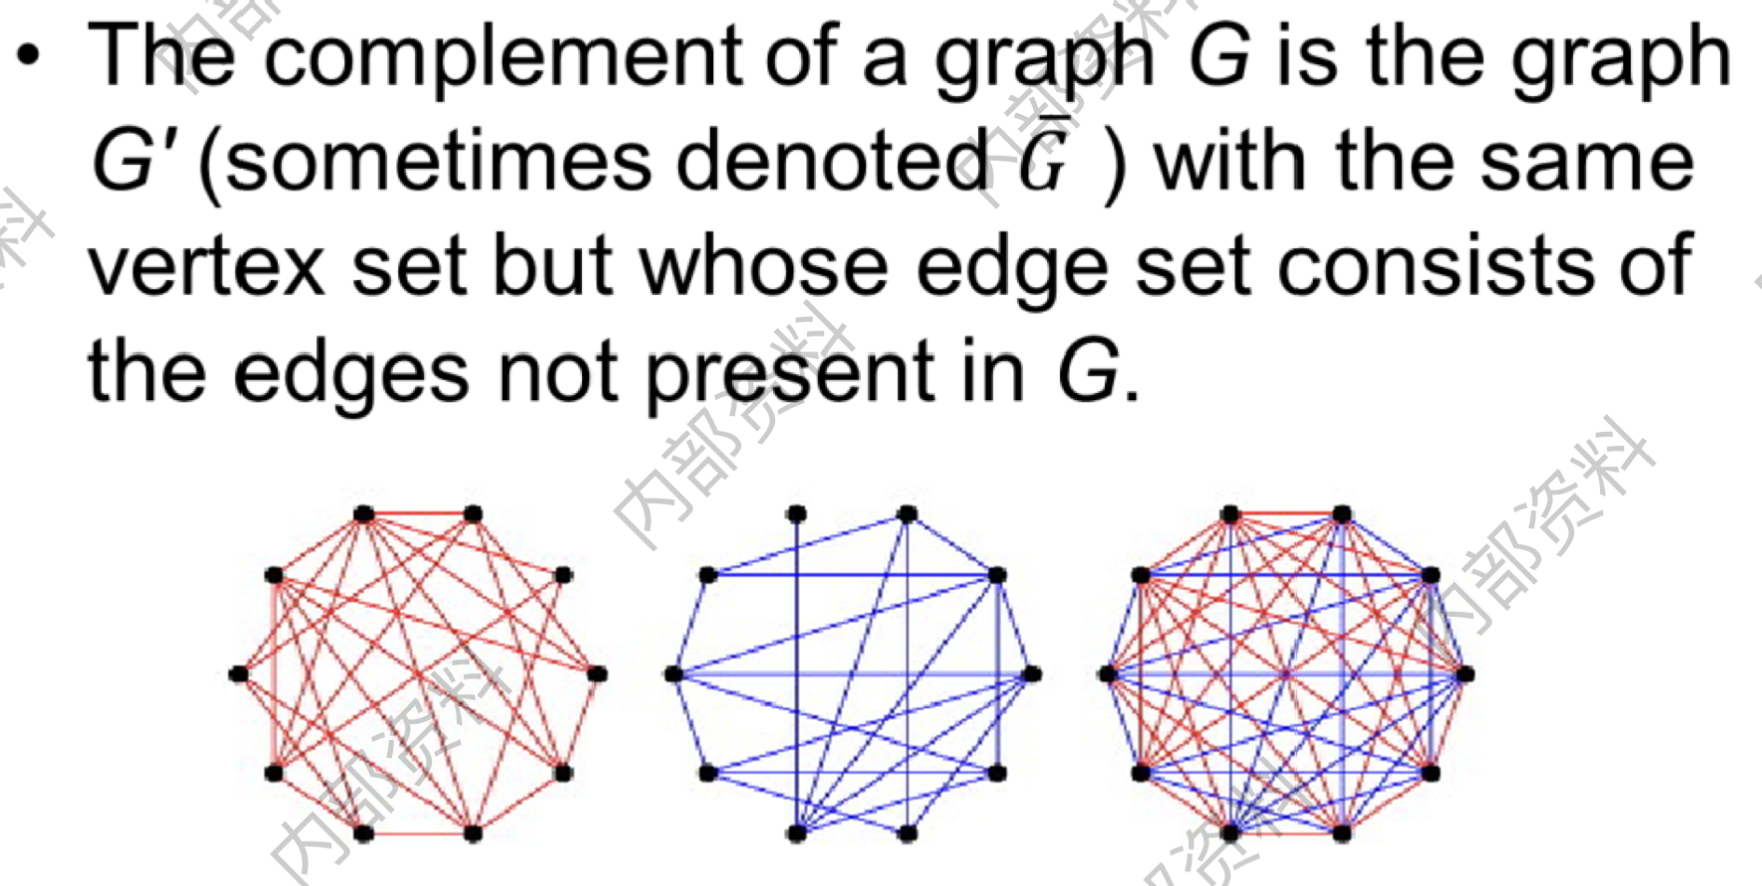 • The complement of a graph G is the graph
G' (sometimes denoted Ḡ ) with the same
vertex set but whose edge set consists of
the edges not present in G.
内部资料
内部资料
料
内部资料
内部资料
内部资料
内部资料